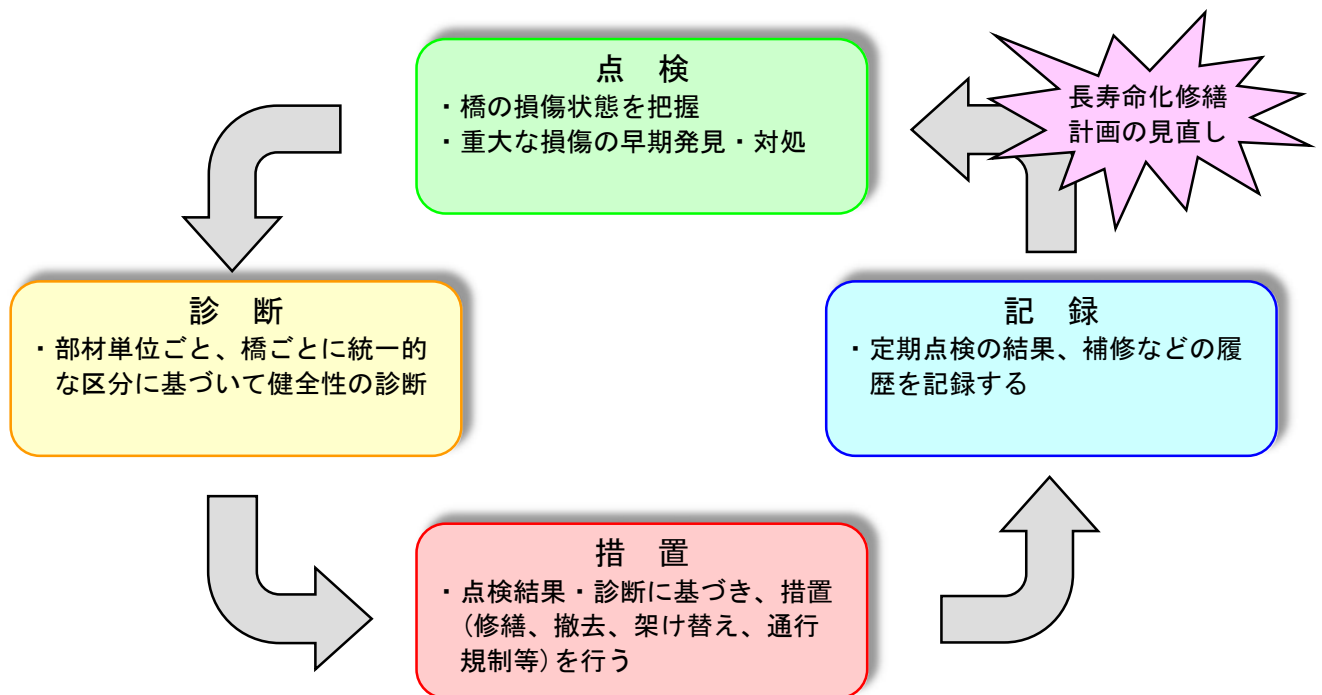 点　検
・橋の損傷状態を把握
・重大な損傷の早期発見・対処
長寿命化修繕
計画の見直し
診　断
・部材単位ごと、橋ごとに統一的
な区分に基づいて健全性の診断
記　録
・定期点検の結果、補修などの履
歴を記録する
措　置
・点検結果・診断に基づき、措置
(修繕、撤去、架け替え、通行
規制等)を行う